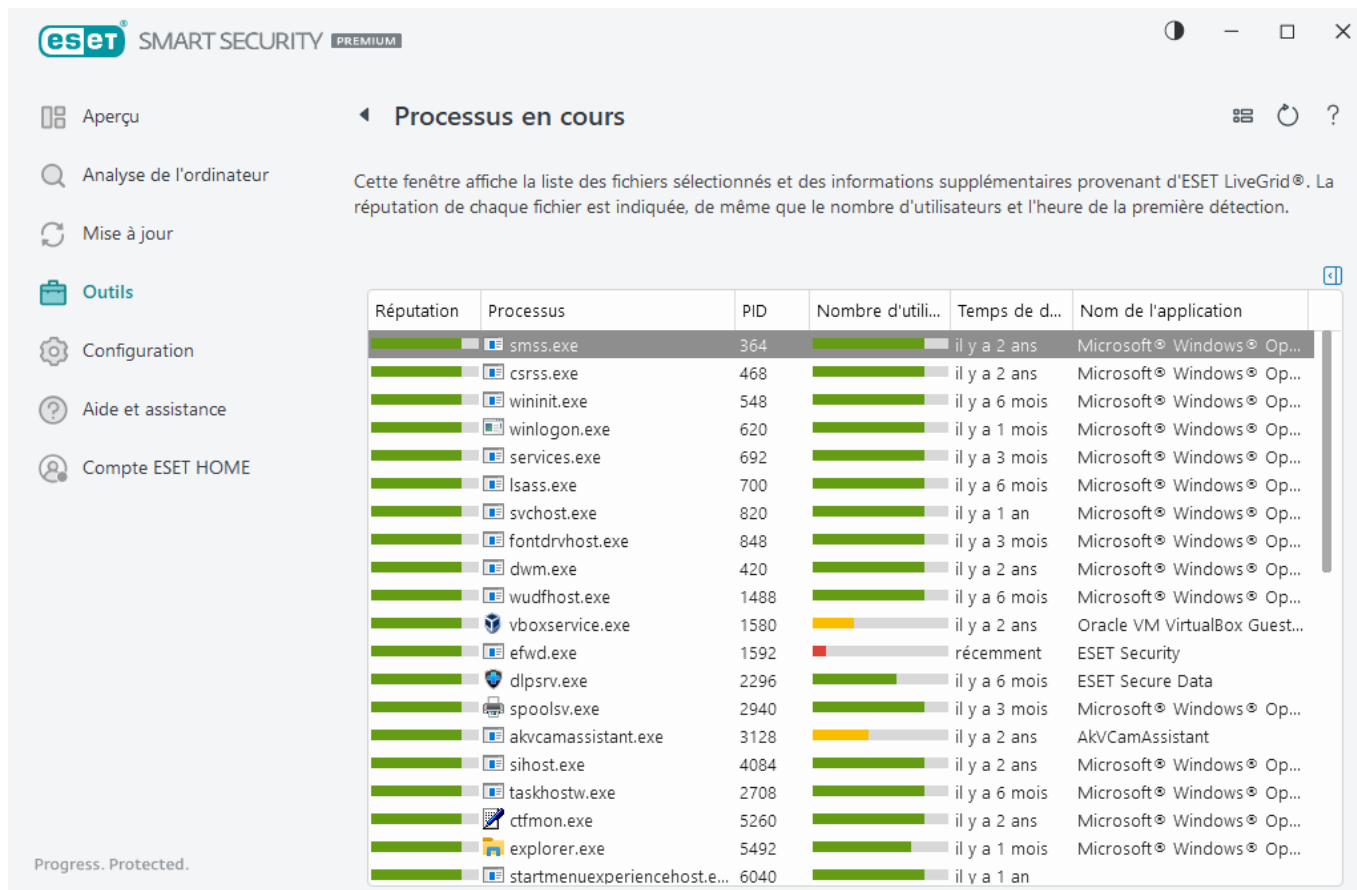 eset® SMART SECURITY PREMIUM
Aperçu
Analyse de l'ordinateur
Mise à jour
Outils
Configuration
Aide et assistance
Compte ESET HOME
Progress. Protected.
Processus en cours
?
Cette fenêtre affiche la liste des fichiers sélectionnés et des informations supplémentaires provenant d'ESET LiveGrid®. La
réputation de chaque fichier est indiquée, de même que le nombre d'utilisateurs et l'heure de la première détection.
Réputation Processus PID Nombre d'utili... Temps de d... Nom de l'application
smss.exe 364 il y a 2 ans Microsoft® Windows® Op...
csrss.exe 468 il y a 2 ans Microsoft® Windows® Op...
wininit.exe 548 il y a 6 mois Microsoft® Windows® Op...
winlogon.exe 620 il y a 1 mois Microsoft® Windows® Op...
services.exe 692 il y a 3 mois Microsoft® Windows® Op...
lsass.exe 700 il y a 6 mois Microsoft® Windows® Op...
svchost.exe 820 il y a 1 an Microsoft® Windows® Op...
fontdrvhost.exe 848 il y a 3 mois Microsoft® Windows® Op...
dwm.exe 420 il y a 2 ans Microsoft® Windows® Op...
wudfhost.exe 1488 il y a 6 mois Microsoft® Windows® Op...
vboxservice.exe 1580 il y a 2 ans Oracle VM VirtualBox Guest...
efwd.exe 1592 récemment ESET Security
dlpsrv.exe 2296 il y a 6 mois ESET Secure Data
spoolsv.exe 2940 il y a 3 mois Microsoft® Windows® Op...
akvcamassistant.exe 3128 il y a 2 ans AkVCamAssistant
sihost.exe 4084 il y a 2 ans Microsoft® Windows® Op...
taskhostw.exe 2708 il y a 6 mois Microsoft® Windows® Op...
ctfmon.exe 5260 il y a 2 ans Microsoft® Windows® Op...
explorer.exe 5492 il y a 1 mois Microsoft® Windows® Op...
startmenuexperiencehost.e... 6040 il y a 1 an